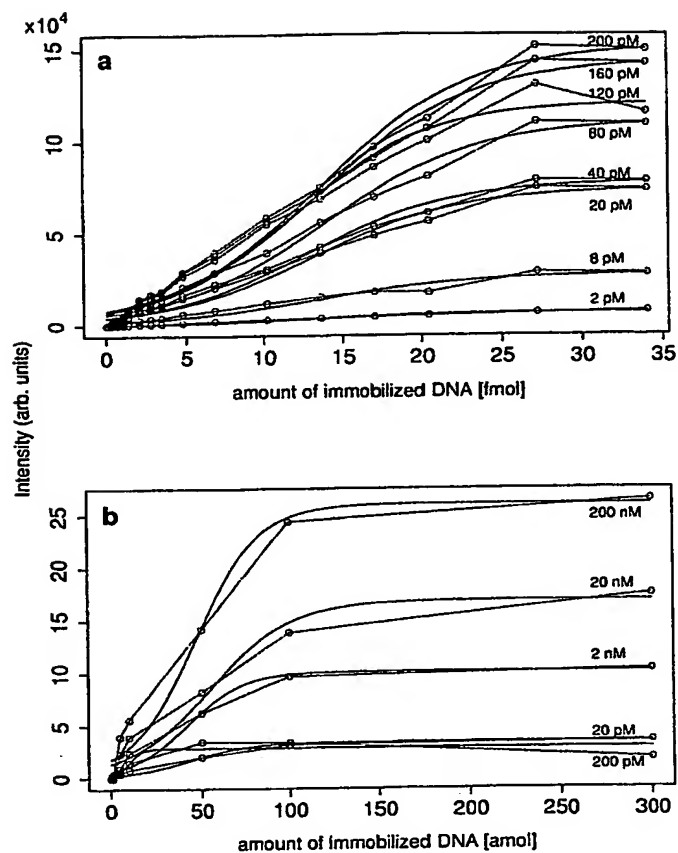 x10⁴
a
15
10
5
0
200 pM
160 pM
120 pM
80 pM
40 pM
20 pM
8 pM
2 pM
0 5 10 15 20 25 30 35
amount of immobilized DNA [fmol]
Intensity (arb. units)
b
25
20
15
10
5
0
200 nM
20 nM
2 nM
20 pM
200 pM
0 50 100 150 200 250 300
amount of immobilized DNA [amol]